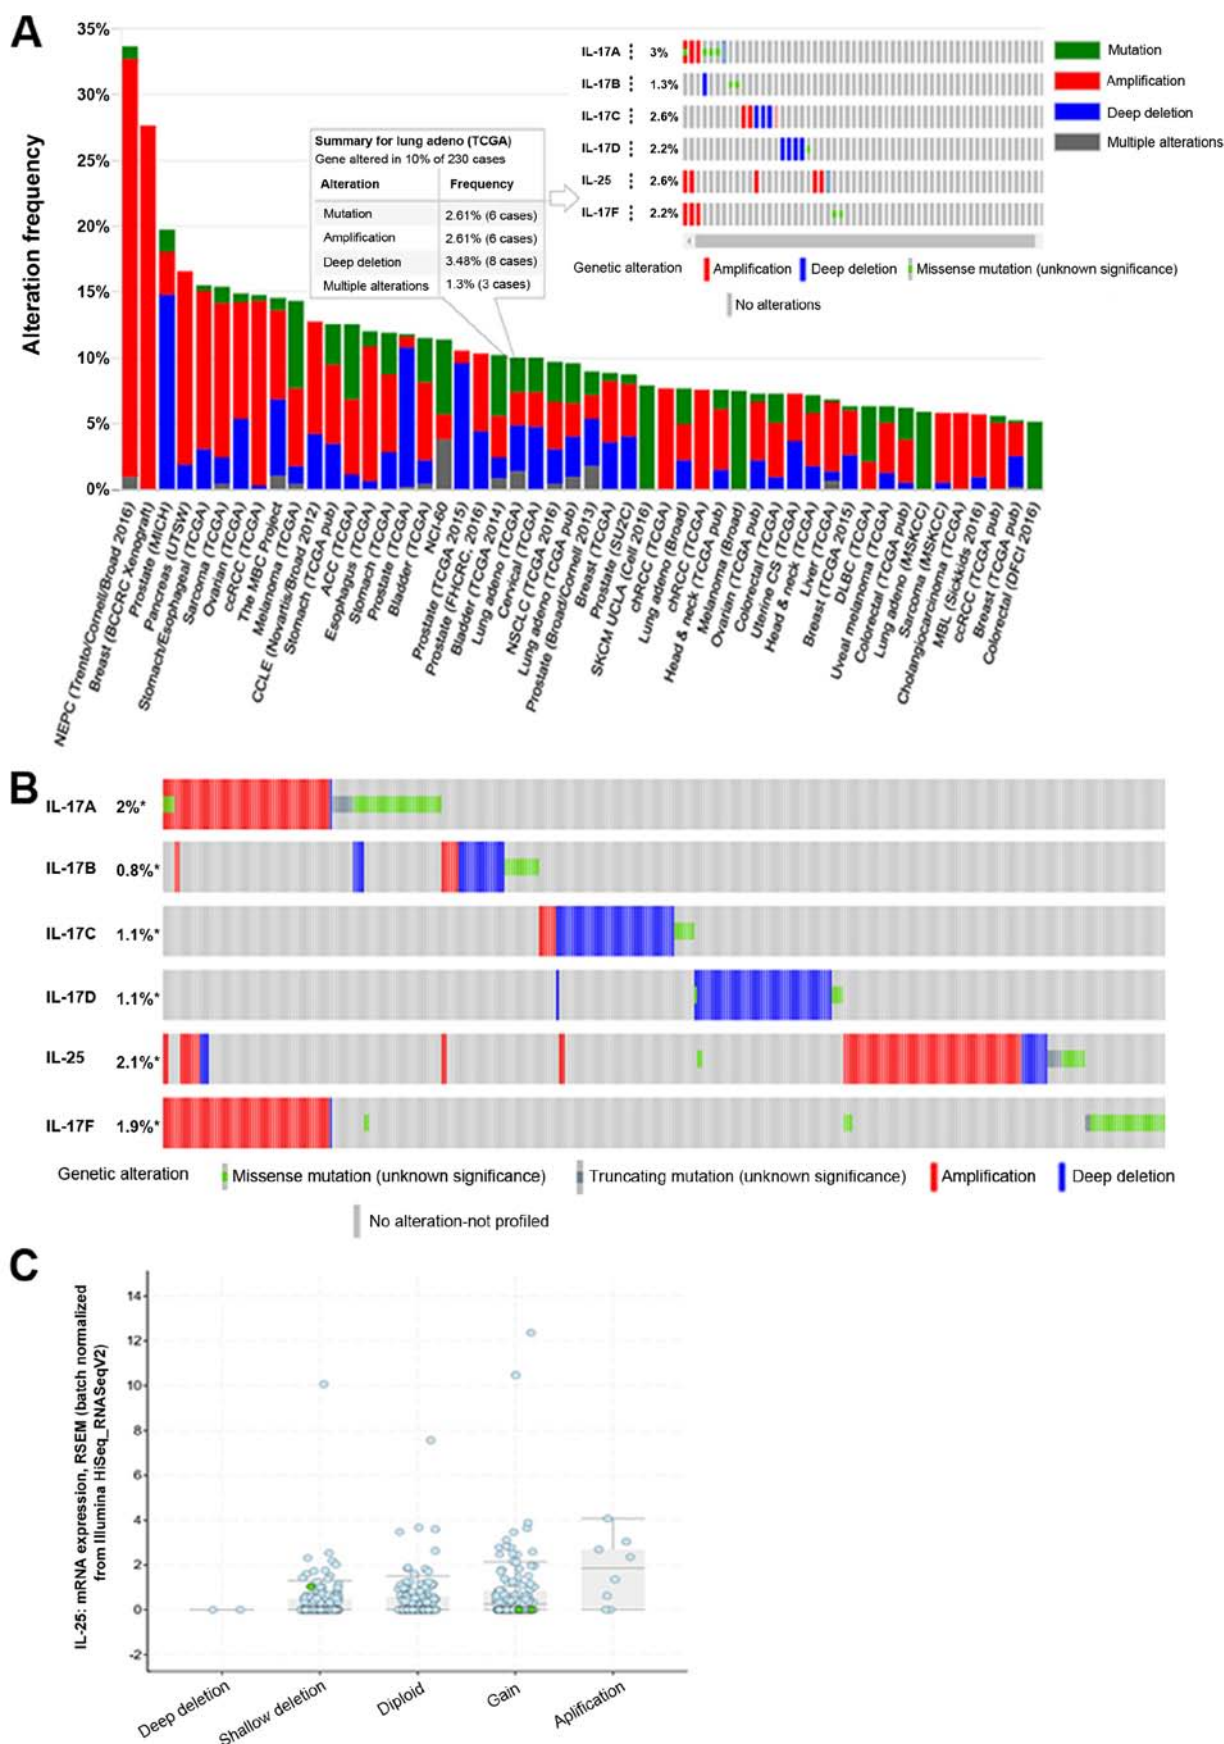 A
35%
30%
25%
20%
15%
10%
5%
0%
Alteration frequency
Summary for lung adeno (TCGA)
Gene altered in 10% of 230 cases
Alteration Frequency
Mutation 2.61% (6 cases)
Amplification 2.61% (6 cases)
Deep deletion 3.48% (8 cases)
Multiple alterations 1.3% (3 cases)
IL-17A 3%
IL-17B 1.3%
IL-17C 2.6%
IL-17D 2.2%
IL-25 2.6%
IL-17F 2.2%
Genetic alteration Amplification Deep deletion Missense mutation (unknown significance)
No alterations
Mutation
Amplification
Deep deletion
Multiple alterations
NEPC (Trento/Cornell/Broad 2016)
Breast (BCCRC Xenograft)
Prostate (MICH)
Pancreas (UTSW)
Stomach/Esophageal (TCGA)
Sarcoma (TCGA)
Ovarian (TCGA)
ccRCC (TCGA)
The MBC Project
Melanoma (TCGA)
CCLE (Novartis/Broad 2012)
Stomach (TCGA pub)
ACC (TCGA)
Esophagus (TCGA)
Stomach (TCGA)
Prostate (TCGA)
Bladder (TCGA)
NCI-60
Prostate (TCGA 2015)
Prostate (FHCRC, 2016)
Bladder (TCGA 2014)
Lung adeno (TCGA)
Cervical (TCGA)
NSCLC (TCGA 2016)
Lung adeno (TCGA pub)
Prostate (Broad/Cornell 2013)
Breast (TCGA)
Prostate (SU2C)
SKCM UCLA (Cell 2016)
chRCC (TCGA)
Lung adeno (Broad)
chRCC (TCGA)
Head & neck (TCGA pub)
Melanoma (Broad)
Ovarian (TCGA pub)
Colorectal (TCGA)
Uterine CS (TCGA)
Head & neck (TCGA)
Liver (TCGA)
Breast (TCGA 2015)
DLBC (TCGA)
Uveal melanoma (TCGA)
Colorectal (TCGA pub)
Lung adeno (MSKCC)
Sarcoma (MSKCC)
Cholangiocarcinoma (TCGA)
MBL (Sickkids 2016)
ccRCC (TCGA pub)
Breast (TCGA pub)
Colorectal (DFCI 2016)
B
IL-17A 2%*
IL-17B 0.8%*
IL-17C 1.1%*
IL-17D 1.1%*
IL-25 2.1%*
IL-17F 1.9%*
Genetic alteration Missense mutation (unknown significance) Truncating mutation (unknown significance) Amplification Deep deletion
No alteration-not profiled
C
IL-25: mRNA expression, RSEM (batch normalized
from Illumina HiSeq_RNASeqV2)
14
12
10
8
6
4
2
0
-2
Deep deletion
Shallow deletion
Diploid
Gain
Aplification